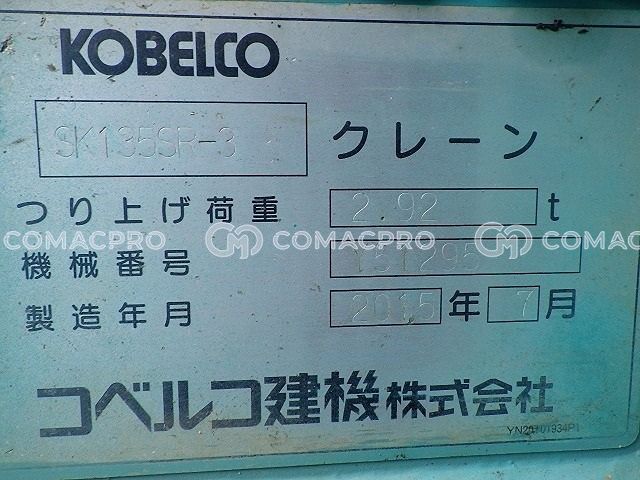 KOBELCO
SK135SR-3 クレーン
つり上げ荷重 2.92 t
COMACPRO COMACPRO COMACPRO
機械番号
製造年月 2015 年 7 月
コベルコ建機株式会社